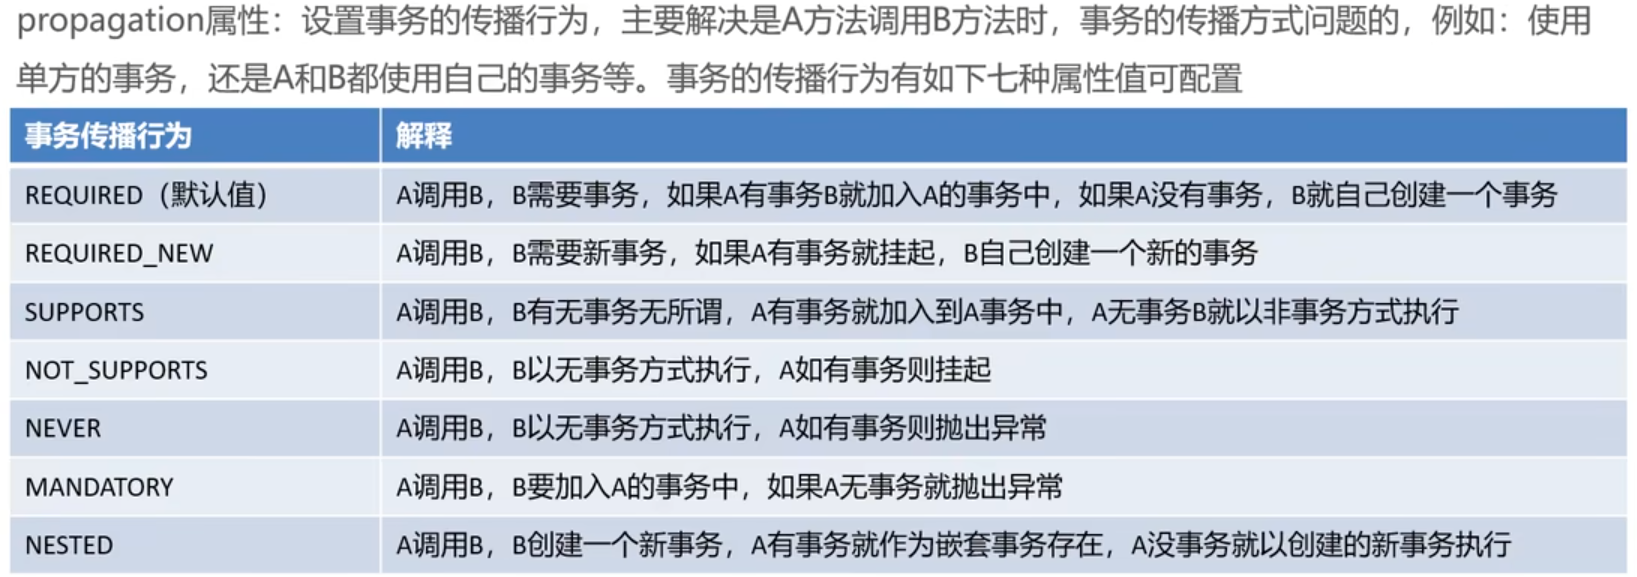 propagation属性：设置事务的传播行为，主要解决是A方法调用B方法时，事务的传播方式问题的，例如：使用
单方的事务，还是A和B都使用自己的事务等。事务的传播行为有如下七种属性值可配置
事务传播行为 解释
REQUIRED（默认值） A调用B，B需要事务，如果A有事务B就加入A的事务中，如果A没有事务，B就自己创建一个事务
REQUIRED_NEW A调用B，B需要新事务，如果A有事务就挂起，B自己创建一个新的事务
SUPPORTS A调用B，B有无事务无所谓，A有事务就加入到A事务中，A无事务B就以非事务方式执行
NOT_SUPPORTS A调用B，B以无事务方式执行，A如有事务则挂起
NEVER A调用B，B以无事务方式执行，A如有事务则抛出异常
MANDATORY A调用B，B要加入A的事务中，如果A无事务就抛出异常
NESTED A调用B，B创建一个新事务，A有事务就作为嵌套事务存在，A没事务就以创建的新事务执行